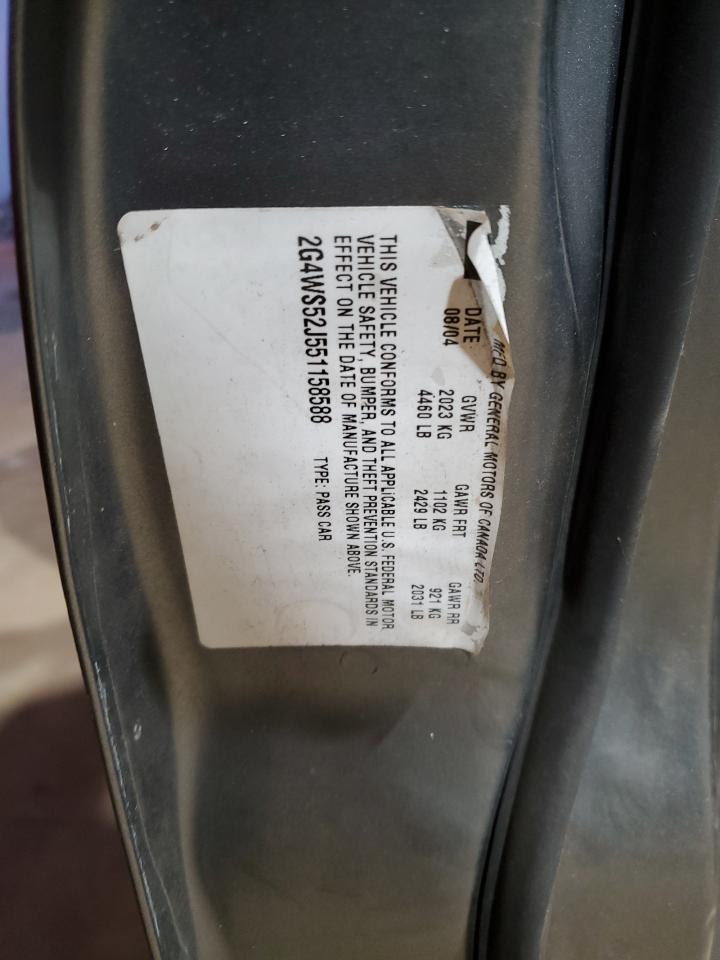 MFD BY GENERAL MOTORS OF CANADA LTD.
DATE GVWR GAWR FRT GAWR RR
08/04 2023 KG 1102 KG 921 KG
4460 LB 2429 LB 2031 LB
THIS VEHICLE CONFORMS TO ALL APPLICABLE U.S. FEDERAL MOTOR
VEHICLE SAFETY, BUMPER, AND THEFT PREVENTION STANDARDS IN
EFFECT ON THE DATE OF MANUFACTURE SHOWN ABOVE.
2G4WS52J551158588 TYPE: PASS CAR